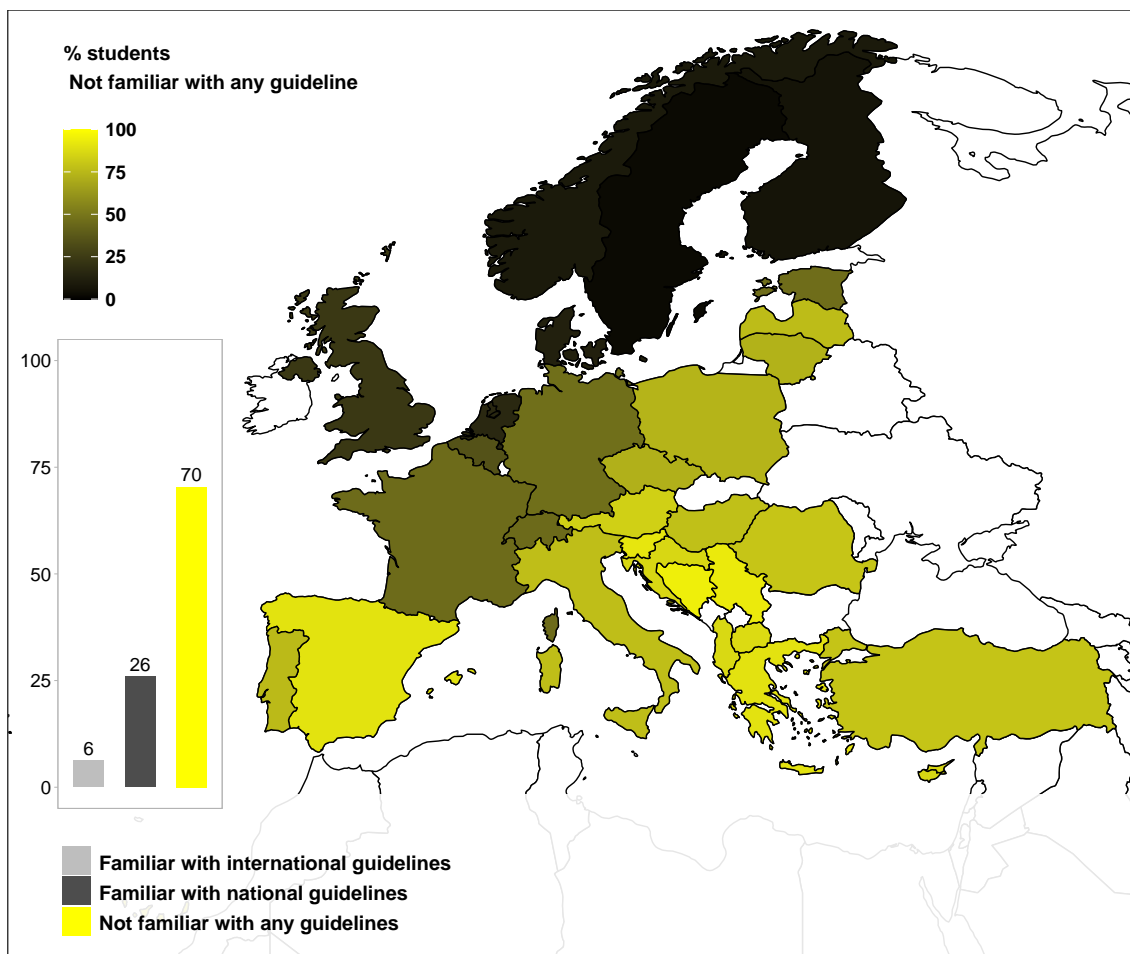 % students
Not familiar with any guideline
100
75
50
25
0
100
75
50
25
0
6
26
70
Familiar with international guidelines
Familiar with national guidelines
Not familiar with any guidelines